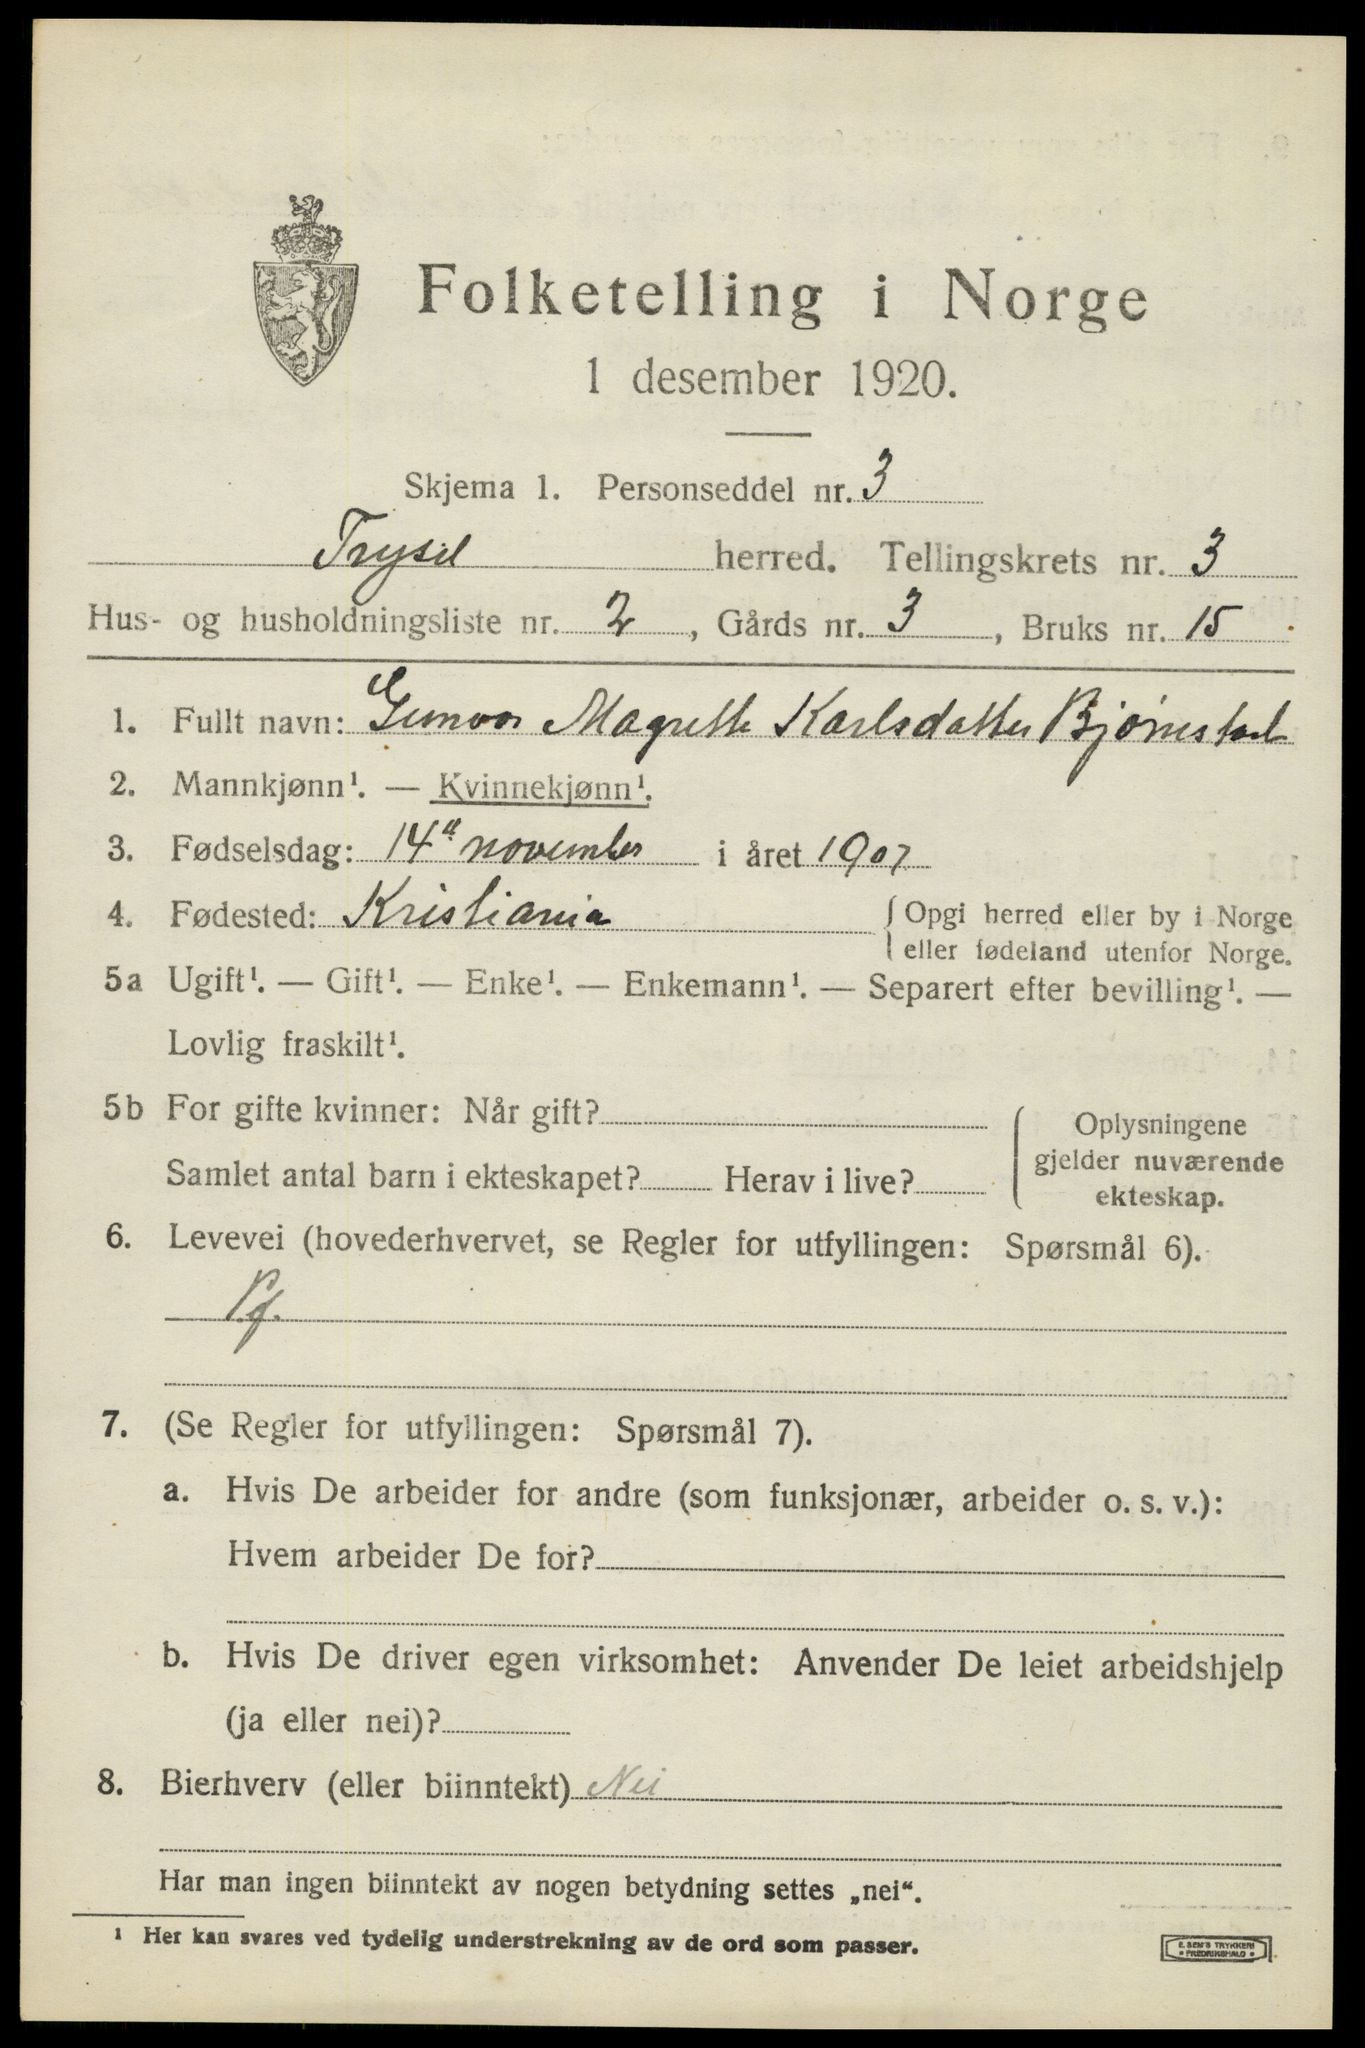 Folketelling i Norge
1 desember 1920.
Skjema 1. Personseddel nr. 3
Trysil herred. Tellingskrets nr. 3
Hus- og husholdningsliste nr. 2, Gårds nr. 3, Bruks nr. 15
1. Fullt navn: Gunvor Magrethe Karlsdatter Bjørnestad
2. Mannkjønn¹. — Kvinnekjønn¹.
3. Fødselsdag: 14de november i året 1907
4. Fødested: Kristiania { Opgi herred eller by i Norge
eller fødeland utenfor Norge.
5a Ugift¹. — Gift¹. — Enke¹. — Enkemann¹. — Separert efter bevilling¹. —
Lovlig fraskilt¹.
5b For gifte kvinner: Når gift?
Samlet antal barn i ekteskapet? Herav i live?
Oplysningene
gjelder nuværende
ekteskap.
6. Levevei (hovederhvervet, se Regler for utfyllingen: Spørsmål 6).
P.f.
7. (Se Regler for utfyllingen: Spørsmål 7).
a. Hvis De arbeider for andre (som funksjonær, arbeider o. s. v.):
Hvem arbeider De for?
b. Hvis De driver egen virksomhet: Anvender De leiet arbeidshjelp
(ja eller nei)?
8. Bierhverv (eller biinntekt) Nei
Har man ingen biinntekt av nogen betydning settes „nei“.
¹ Her kan svares ved tydelig understrekning av de ord som passer.
E. SEM'S TRYKKERI
• FREDRIKSHALD •